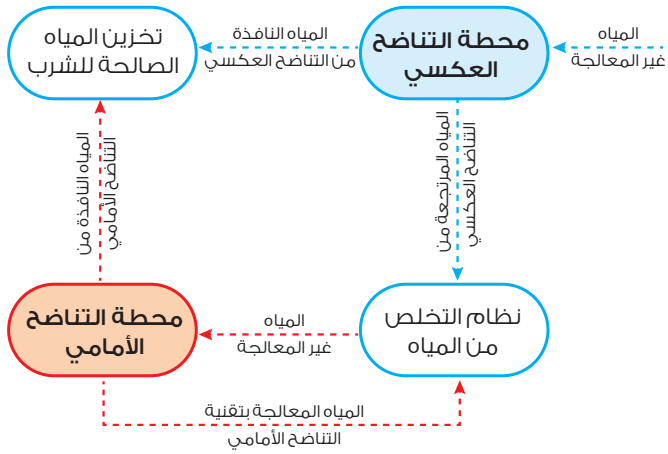 المياه
غير المعالجة
محطة التناضح
العكسي
المياه النافذة
من التناضح العكسي
تخزين المياه
الصالحة للشرب
المياه المرتجعة من
التناضح العكسي
المياه النافذة من
التناضح الأمامي
نظام التخلص
من المياه
المياه
غير المعالجة
محطة التناضح
الأمامي
المياه المعالجة بتقنية
التناضح الأمامي